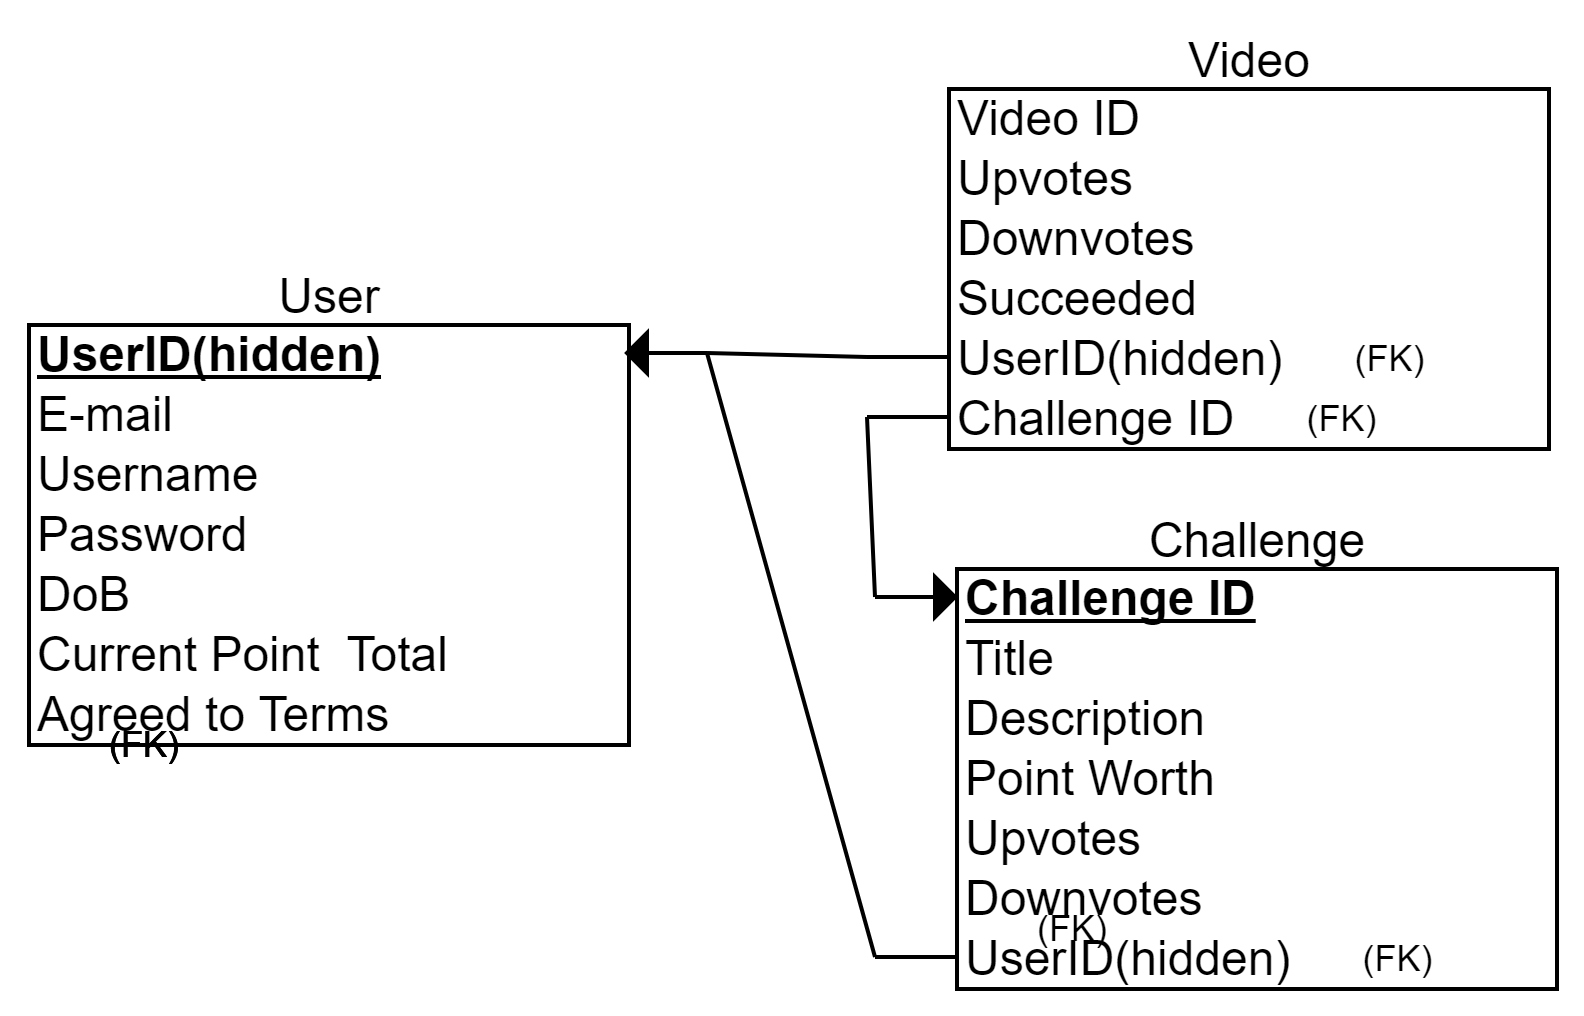 User
UserID(hidden)
E-mail
Username
Password
DoB
Current Point  Total
Agreed to Terms
(FK)
Video
Video ID
Upvotes
Downvotes
Succeeded
UserID(hidden) (FK)
Challenge ID (FK)
Challenge
Challenge ID
Title
Description
Point Worth
Upvotes
Downvotes
(FK)
UserID(hidden) (FK)